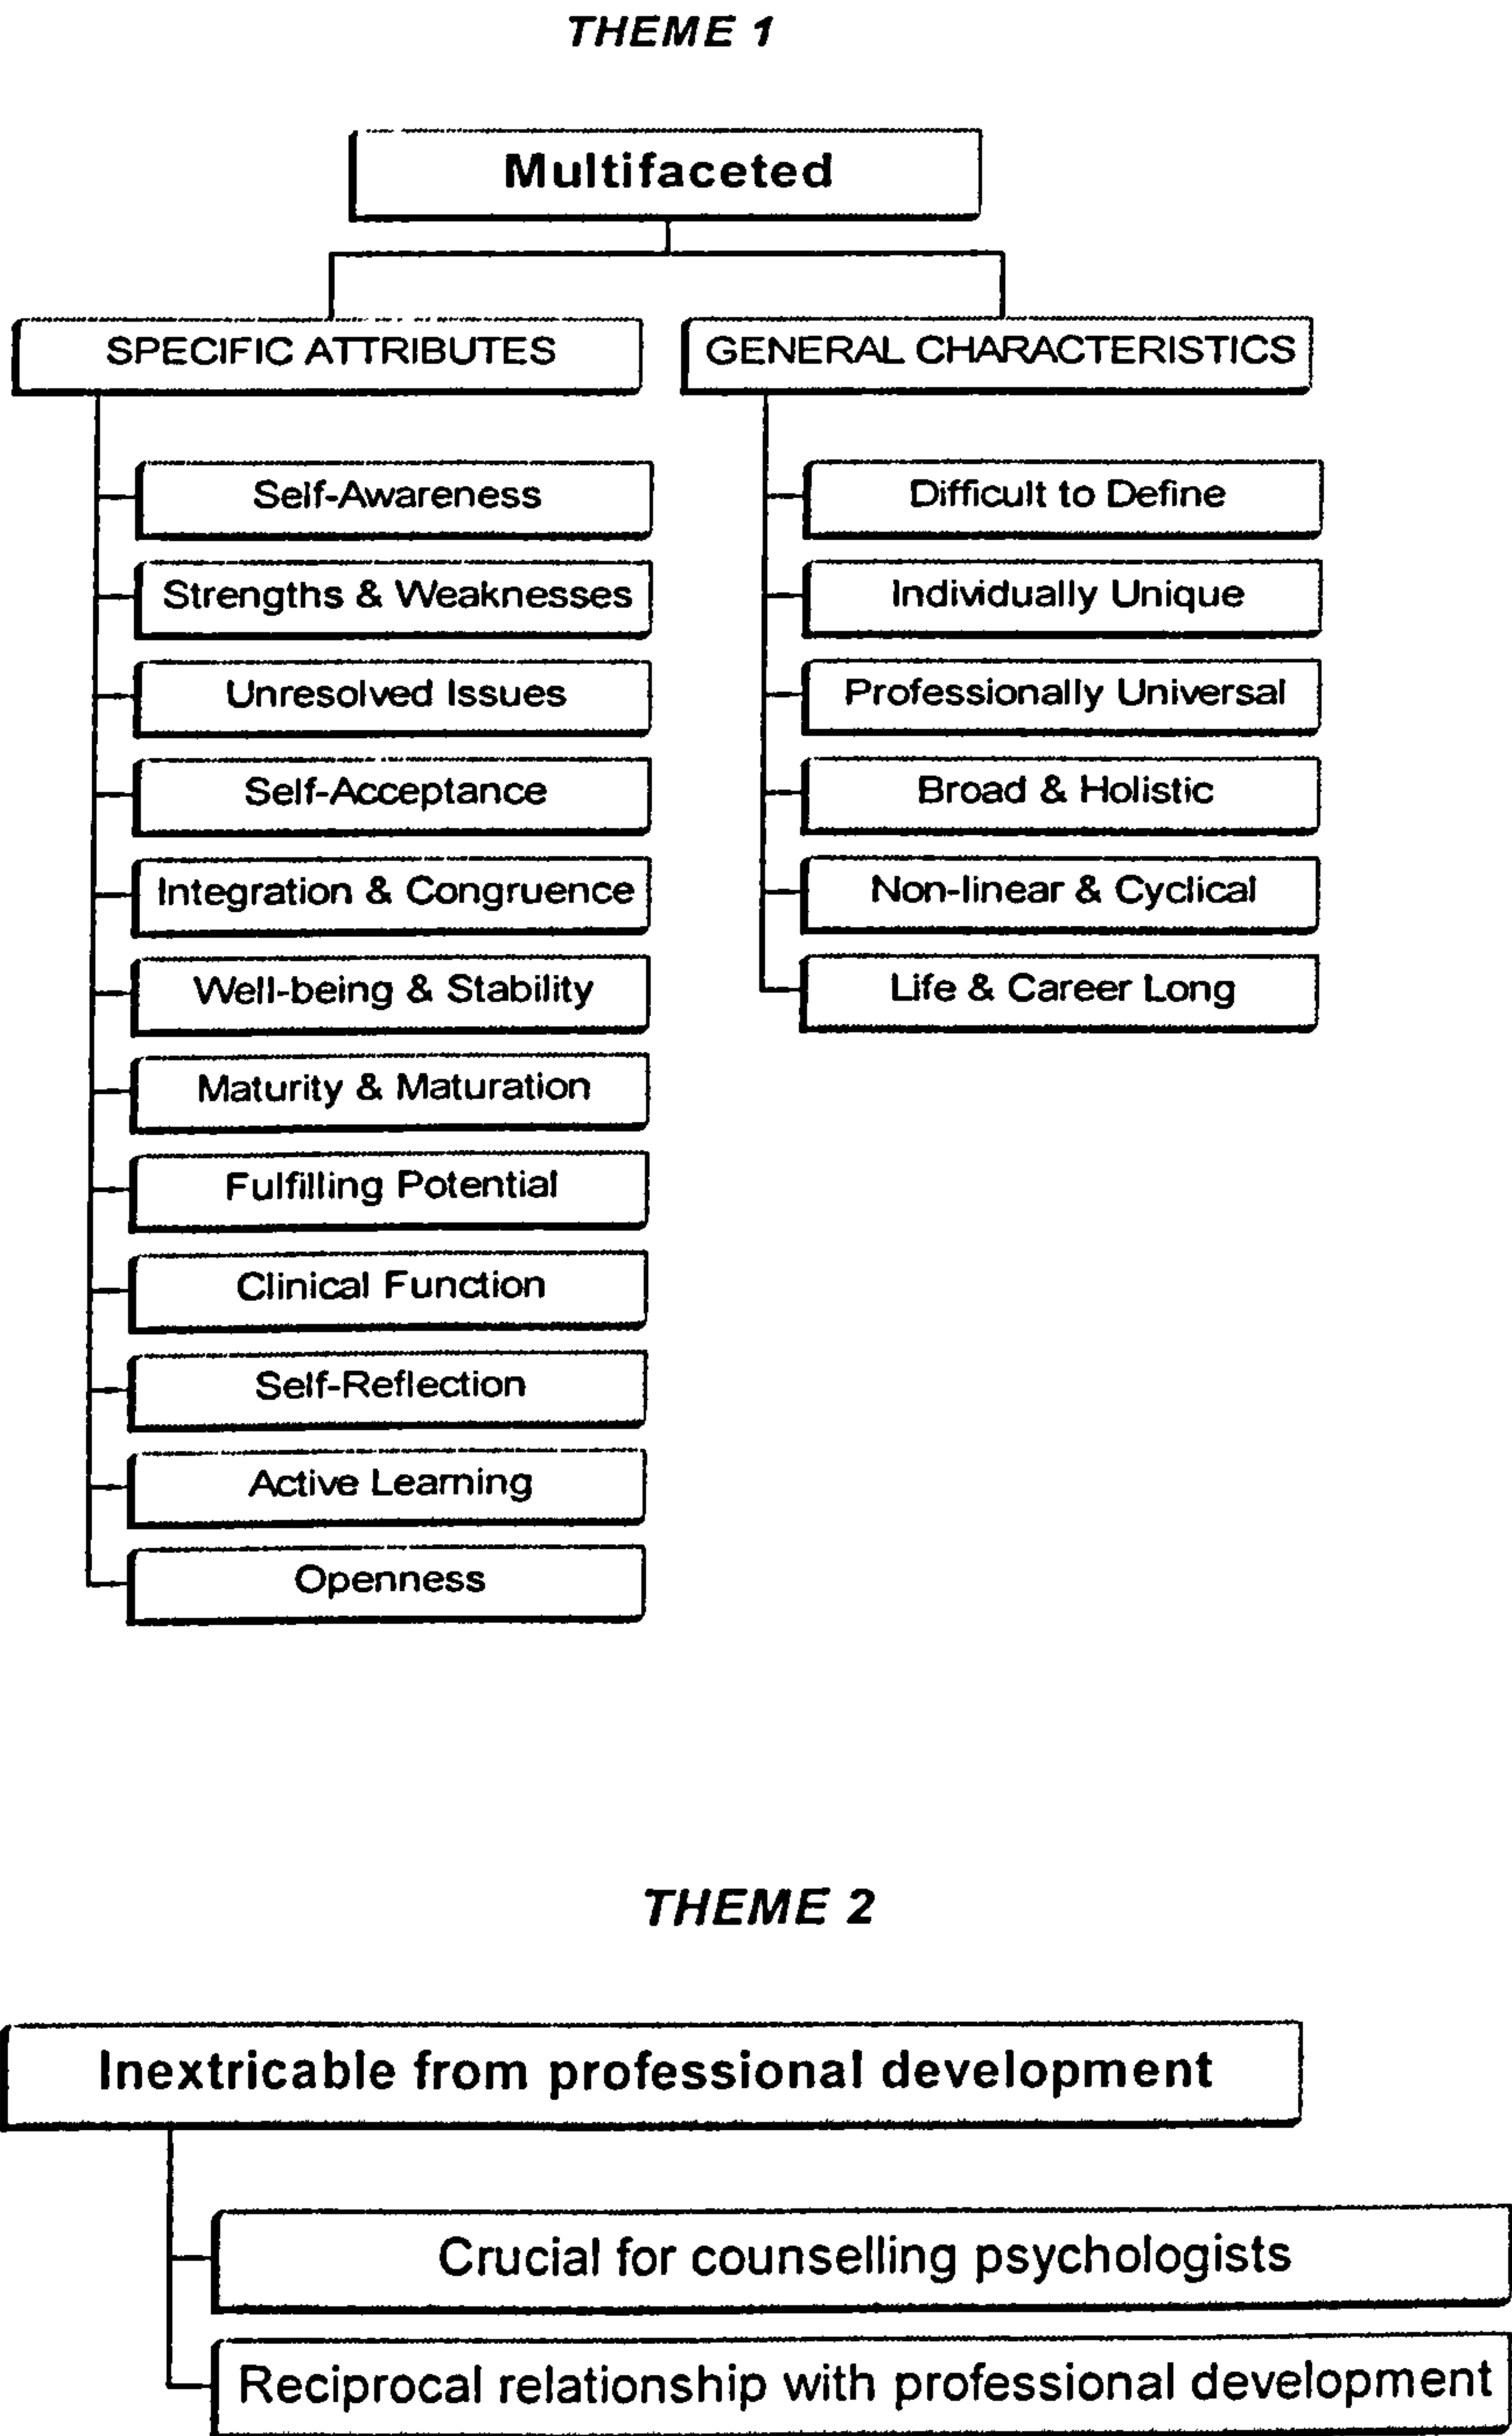 THEME 1
Multifaceted
SPECIFIC ATTRIBUTES
Self-Awareness
Strengths & Weaknesses
Unresolved Issues
Self-Acceptance
Integration & Congruence
Well-being & Stability
Maturity & Maturation
Fulfilling Potential
Clinical Function
Self-Reflection
Active Learning
Openness
GENERAL CHARACTERISTICS
Difficult to Define
Individually Unique
Professionally Universal
Broad & Holistic
Non-linear & Cyclical
Life & Career Long
THEME 2
Inextricable from professional development
Crucial for counselling psychologists
Reciprocal relationship with professional development